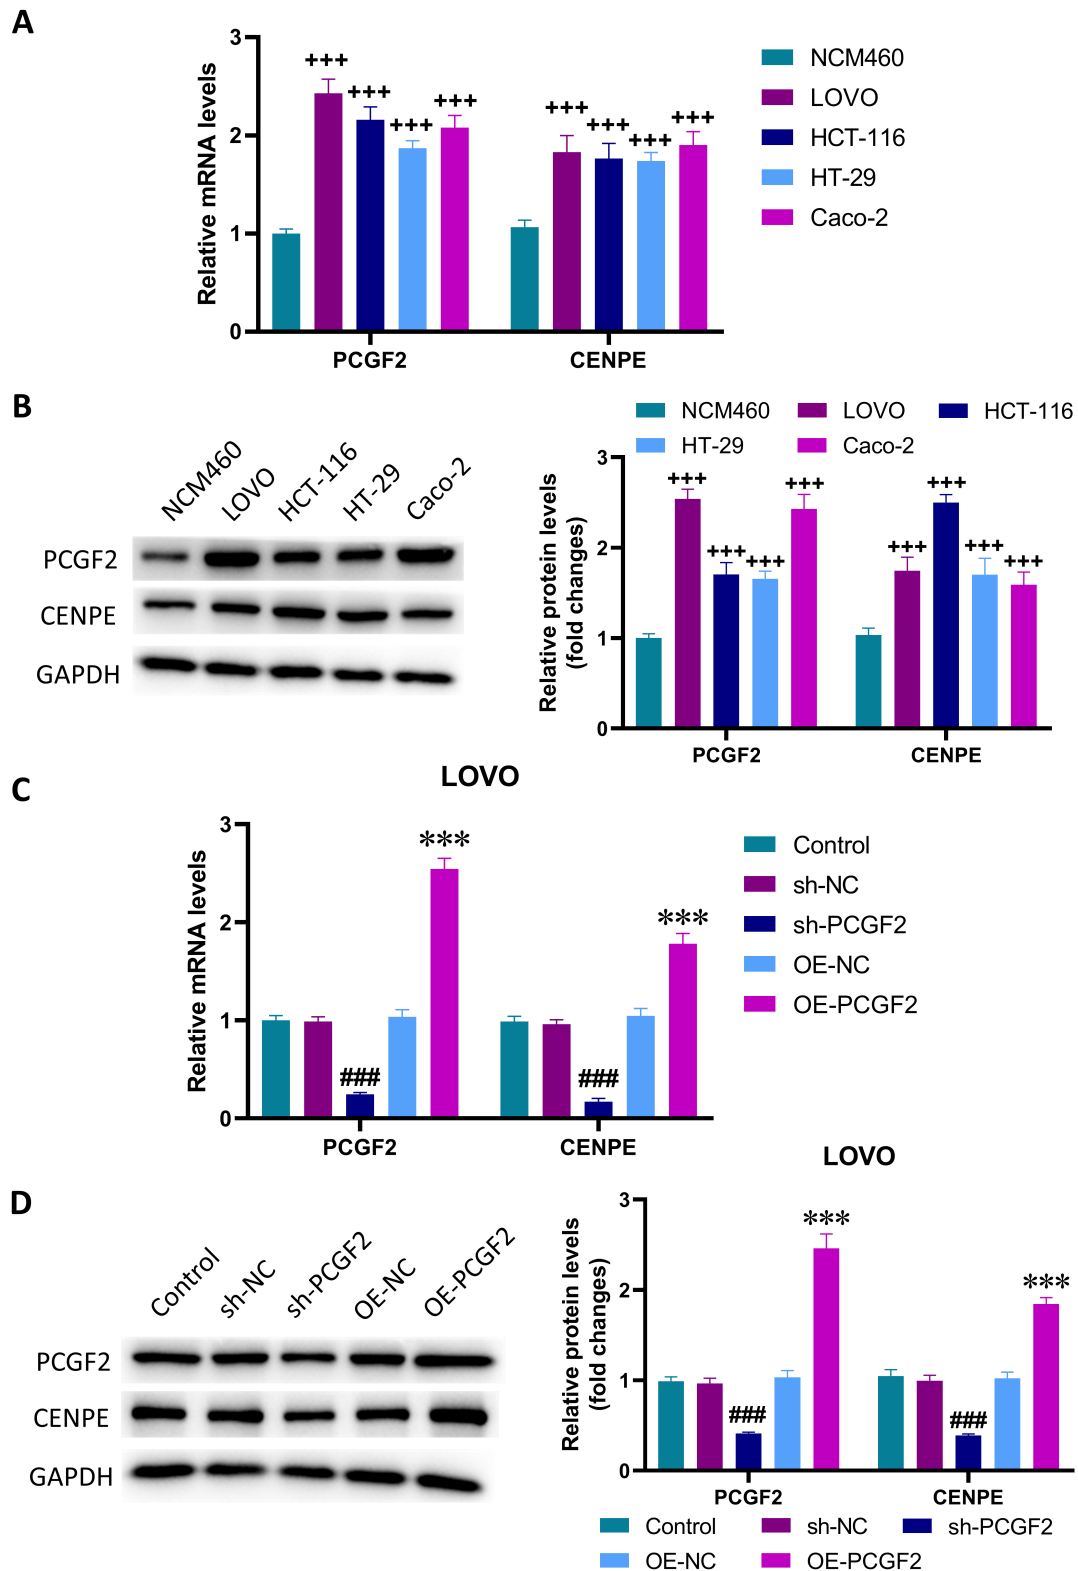 A
3
2
1
0
Relative mRNA levels
+++
+++
+++
+++
+++
+++
+++
+++
PCGF2
CENPE
NCM460
LOVO
HCT-116
HT-29
Caco-2
B
NCM460
LOVO
HCT-116
HT-29
Caco-2
PCGF2
CENPE
GAPDH
NCM460
LOVO
HCT-116
HT-29
Caco-2
3
2
1
0
Relative protein levels
(fold changes)
+++
+++
+++
+++
+++
+++
+++
+++
PCGF2
CENPE
C
LOVO
3
2
1
0
Relative mRNA levels
###
***
###
***
PCGF2
CENPE
Control
sh-NC
sh-PCGF2
OE-NC
OE-PCGF2
D
Control
sh-NC
sh-PCGF2
OE-NC
OE-PCGF2
PCGF2
CENPE
GAPDH
LOVO
3
2
1
0
Relative protein levels
(fold changes)
###
***
###
***
PCGF2
CENPE
Control
sh-NC
sh-PCGF2
OE-NC
OE-PCGF2